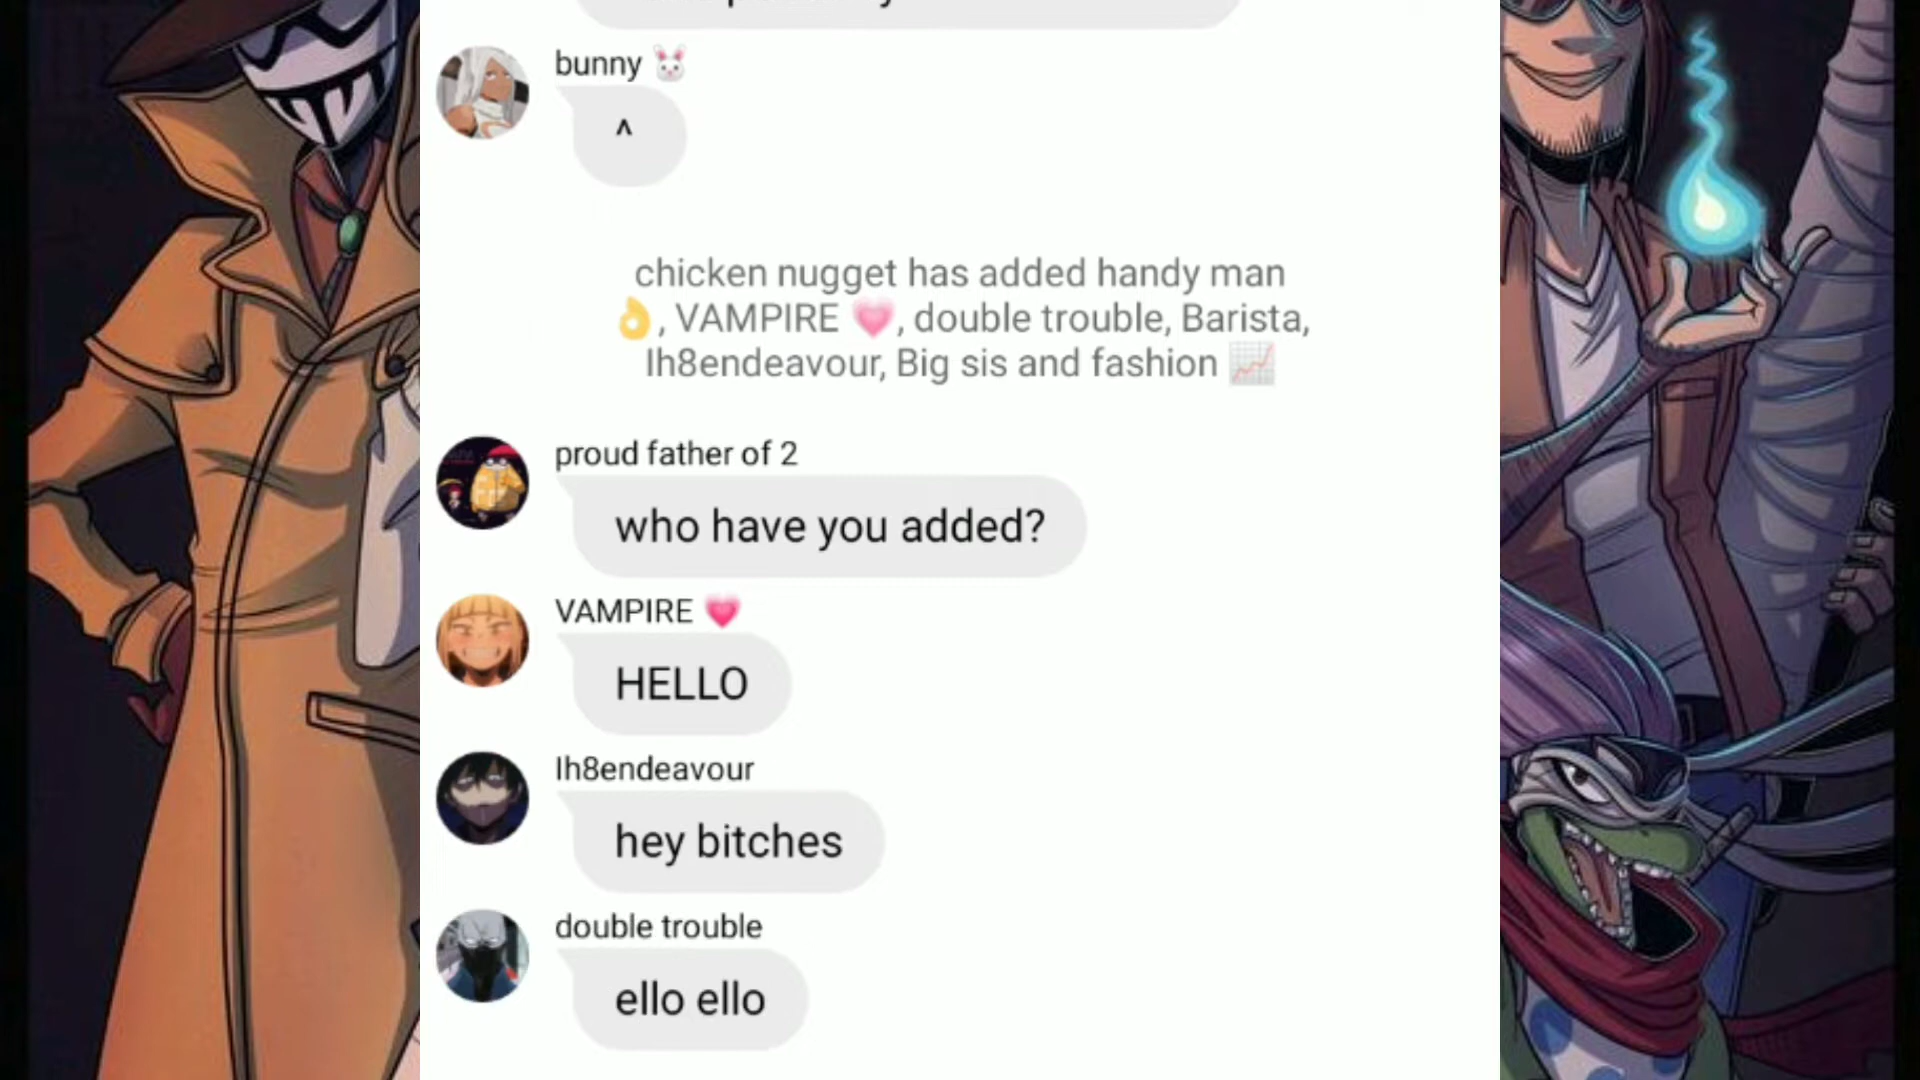 bunny 🐰
^
chicken nugget has added handy man
👌, VAMPIRE 💗, double trouble, Barista,
Ih8endeavour, Big sis and fashion 📈
proud father of 2
who have you added?
VAMPIRE 💗
HELLO
Ih8endeavour
hey bitches
double trouble
ello ello